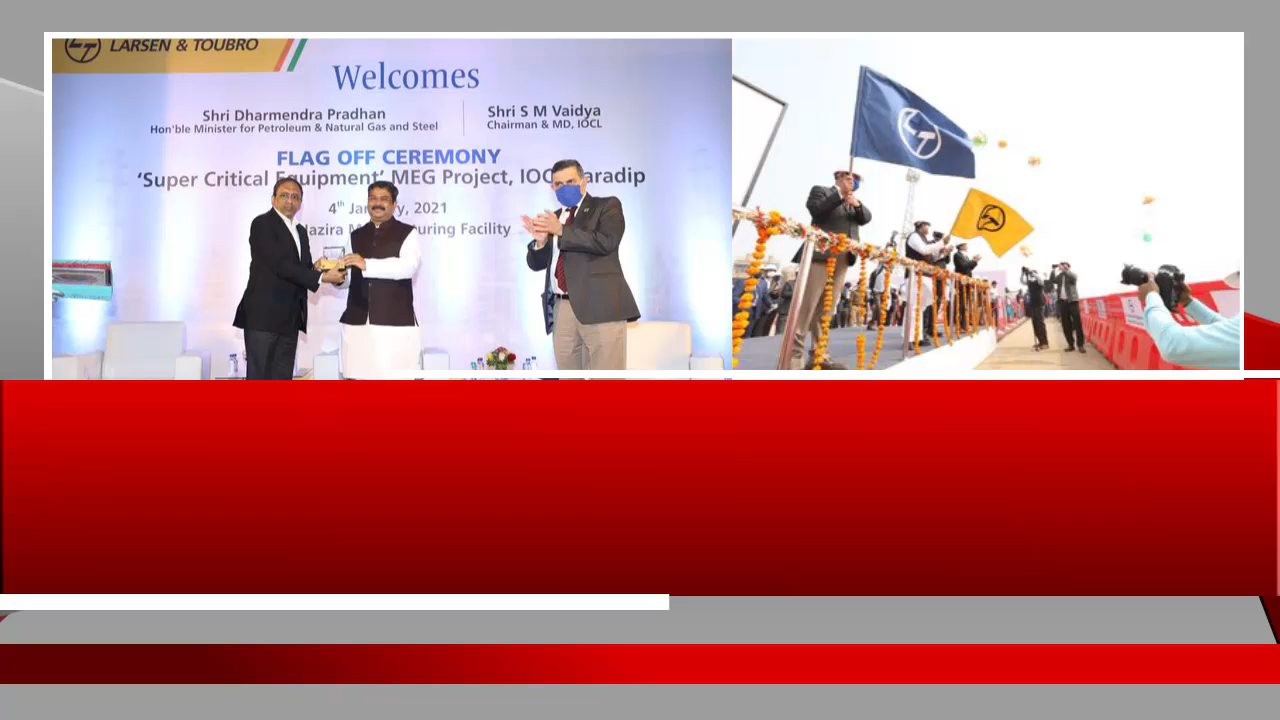 LARSEN & TOUBRO
Welcomes
Shri Dharmendra Pradhan
Hon'ble Minister for Petroleum & Natural Gas and Steel
Shri S M Vaidya
Chairman & MD, IOCL
FLAG OFF CEREMONY
'Super Critical Equipment' MEG Project,
4th 2021
Facility